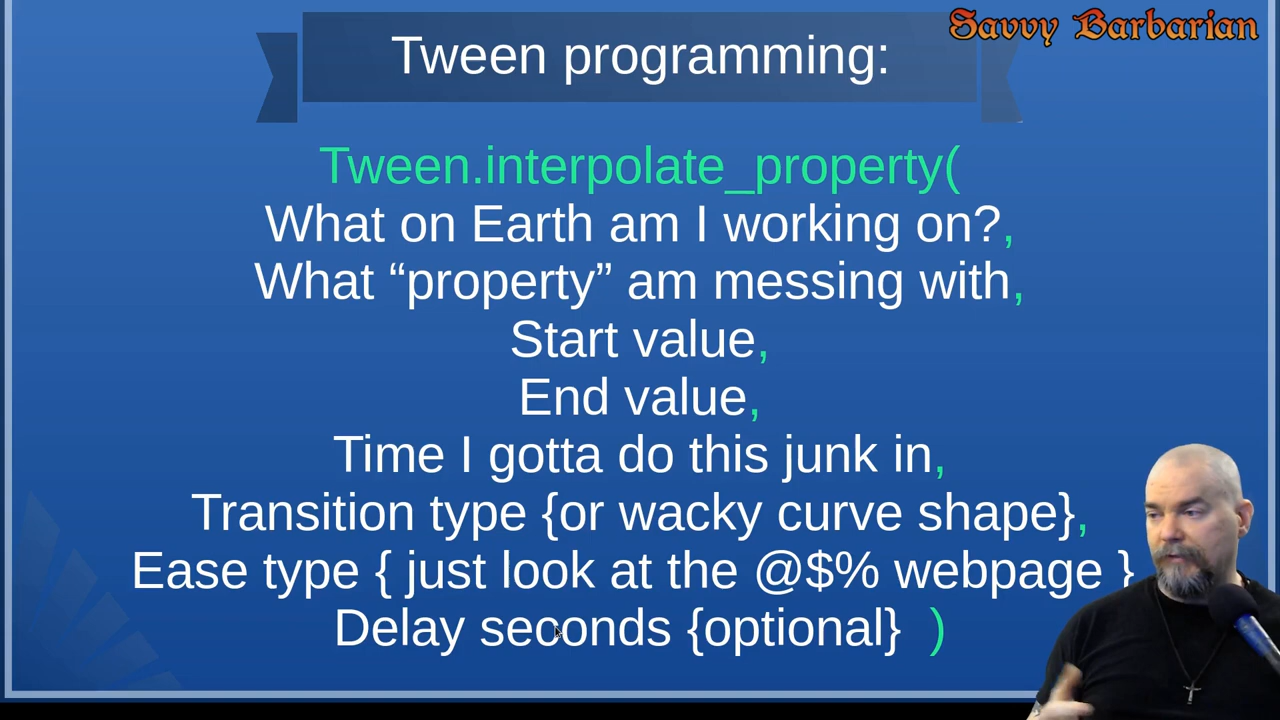 Savvy Barbarian
Tween programming:
Tween.interpolate_property(
What on Earth am I working on?,
What “property” am messing with,
Start value,
End value,
Time I gotta do this junk in,
Transition type {or wacky curve shape},
Ease type { just look at the @$% webpage }
Delay seconds {optional} )